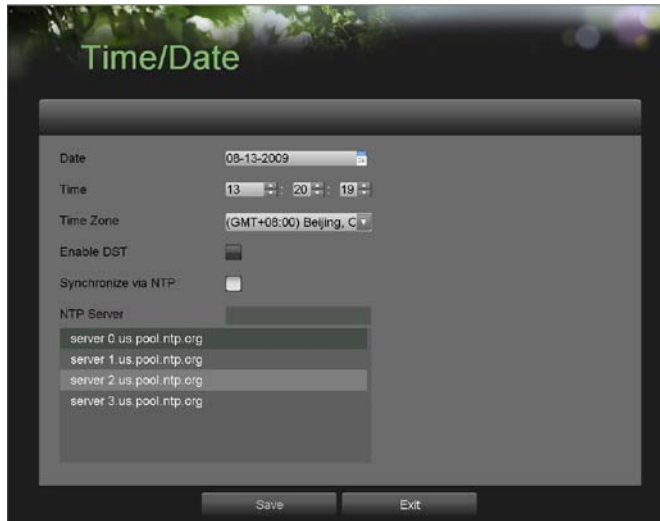 Time/Date
Date 08-13-2009
Time 13 : 20 : 19
Time Zone (GMT+08:00) Beijing, C
Enable DST
Synchronize via NTP
NTP Server
server 0.us.pool.ntp.org
server 1.us.pool.ntp.org
server 2.us.pool.ntp.org
server 3.us.pool.ntp.org
Save Exit